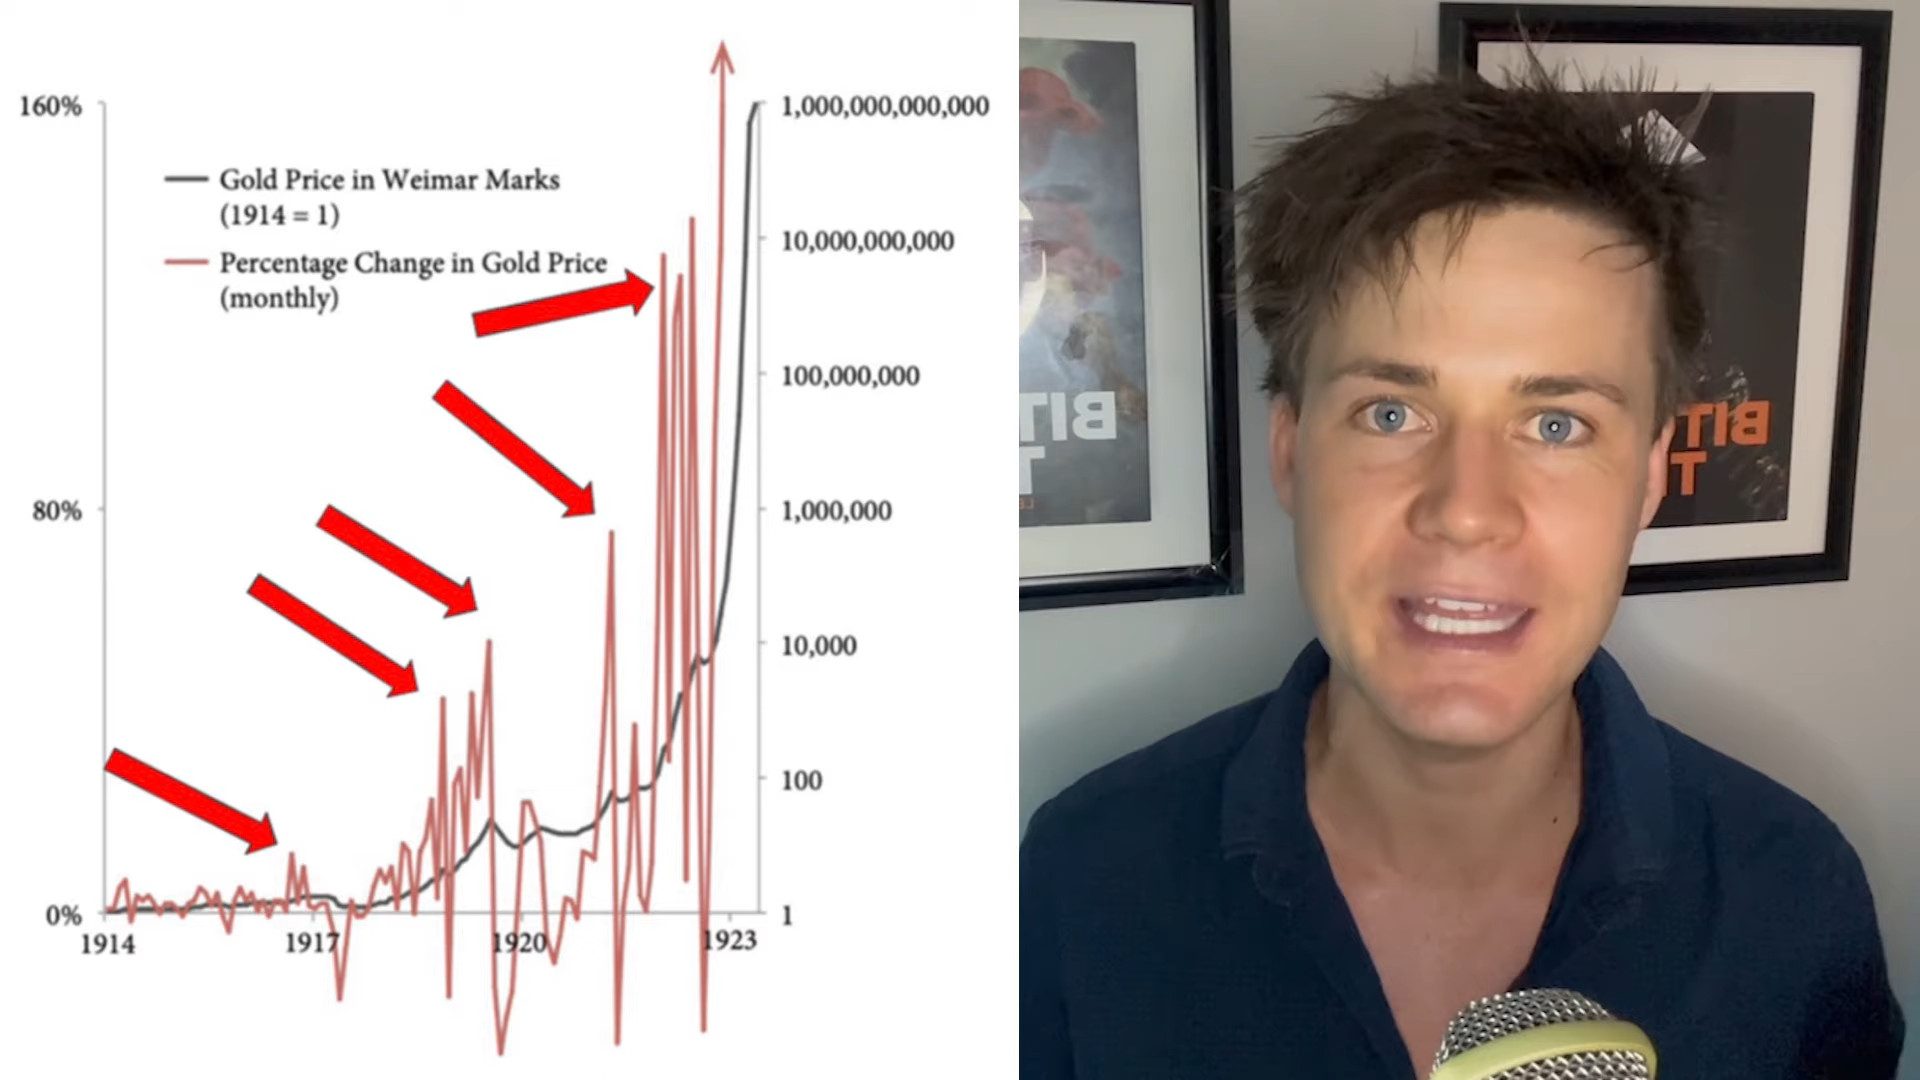 160%
1,000,000,000,000
Gold Price in Weimar Marks
(1914 = 1)
10,000,000,000
Percentage Change in Gold Price
(monthly)
100,000,000
80%
1,000,000
10,000
100
0%
1
1914
1917
1920
1923
BIT
T
BIT
T